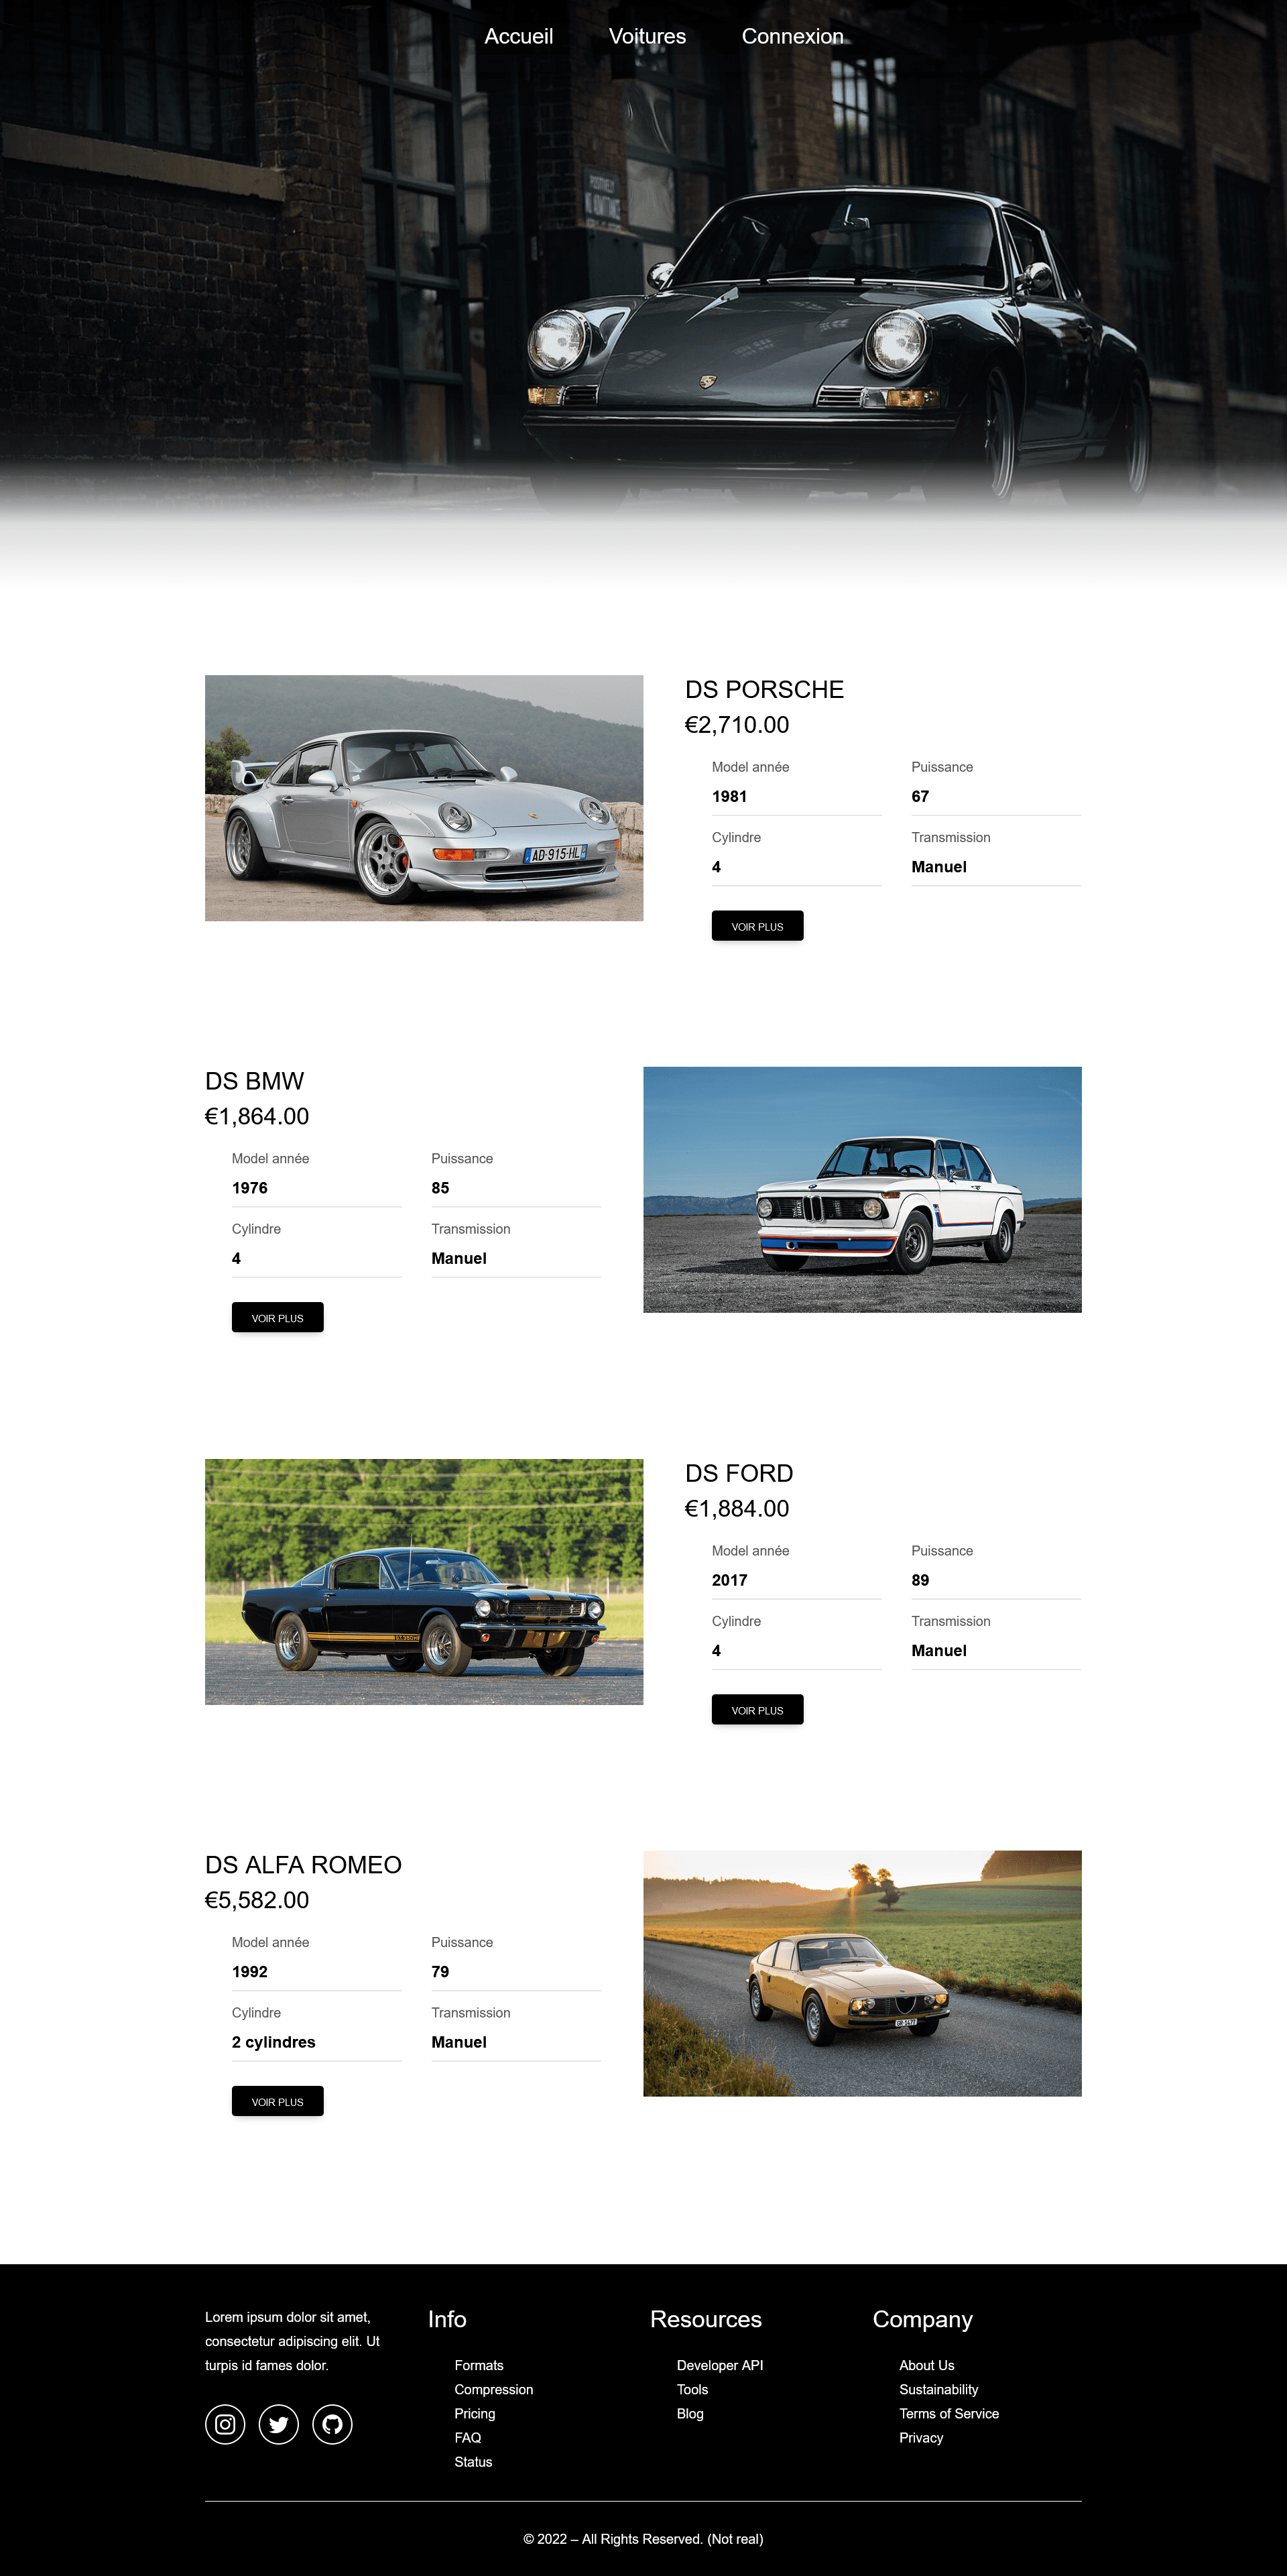 Accueil Voitures Connexion
POSITIVELY
NO ADMITTANCE
AD-915-HL
DS PORSCHE
€2,710.00
Model année Puissance
1981 67
Cylindre Transmission
4 Manuel
VOIR PLUS
DS BMW
€1,864.00
Model année Puissance
1976 85
Cylindre Transmission
4 Manuel
VOIR PLUS
DS FORD
€1,884.00
Model année Puissance
2017 89
Cylindre Transmission
4 Manuel
VOIR PLUS
DS ALFA ROMEO
€5,582.00
Model année Puissance
1992 79
Cylindre Transmission
2 cylindres Manuel
VOIR PLUS
Lorem ipsum dolor sit amet,
consectetur adipiscing elit. Ut
turpis id fames dolor.
Info
Formats
Compression
Pricing
FAQ
Status
Resources
Developer API
Tools
Blog
Company
About Us
Sustainability
Terms of Service
Privacy
© 2022 – All Rights Reserved. (Not real)